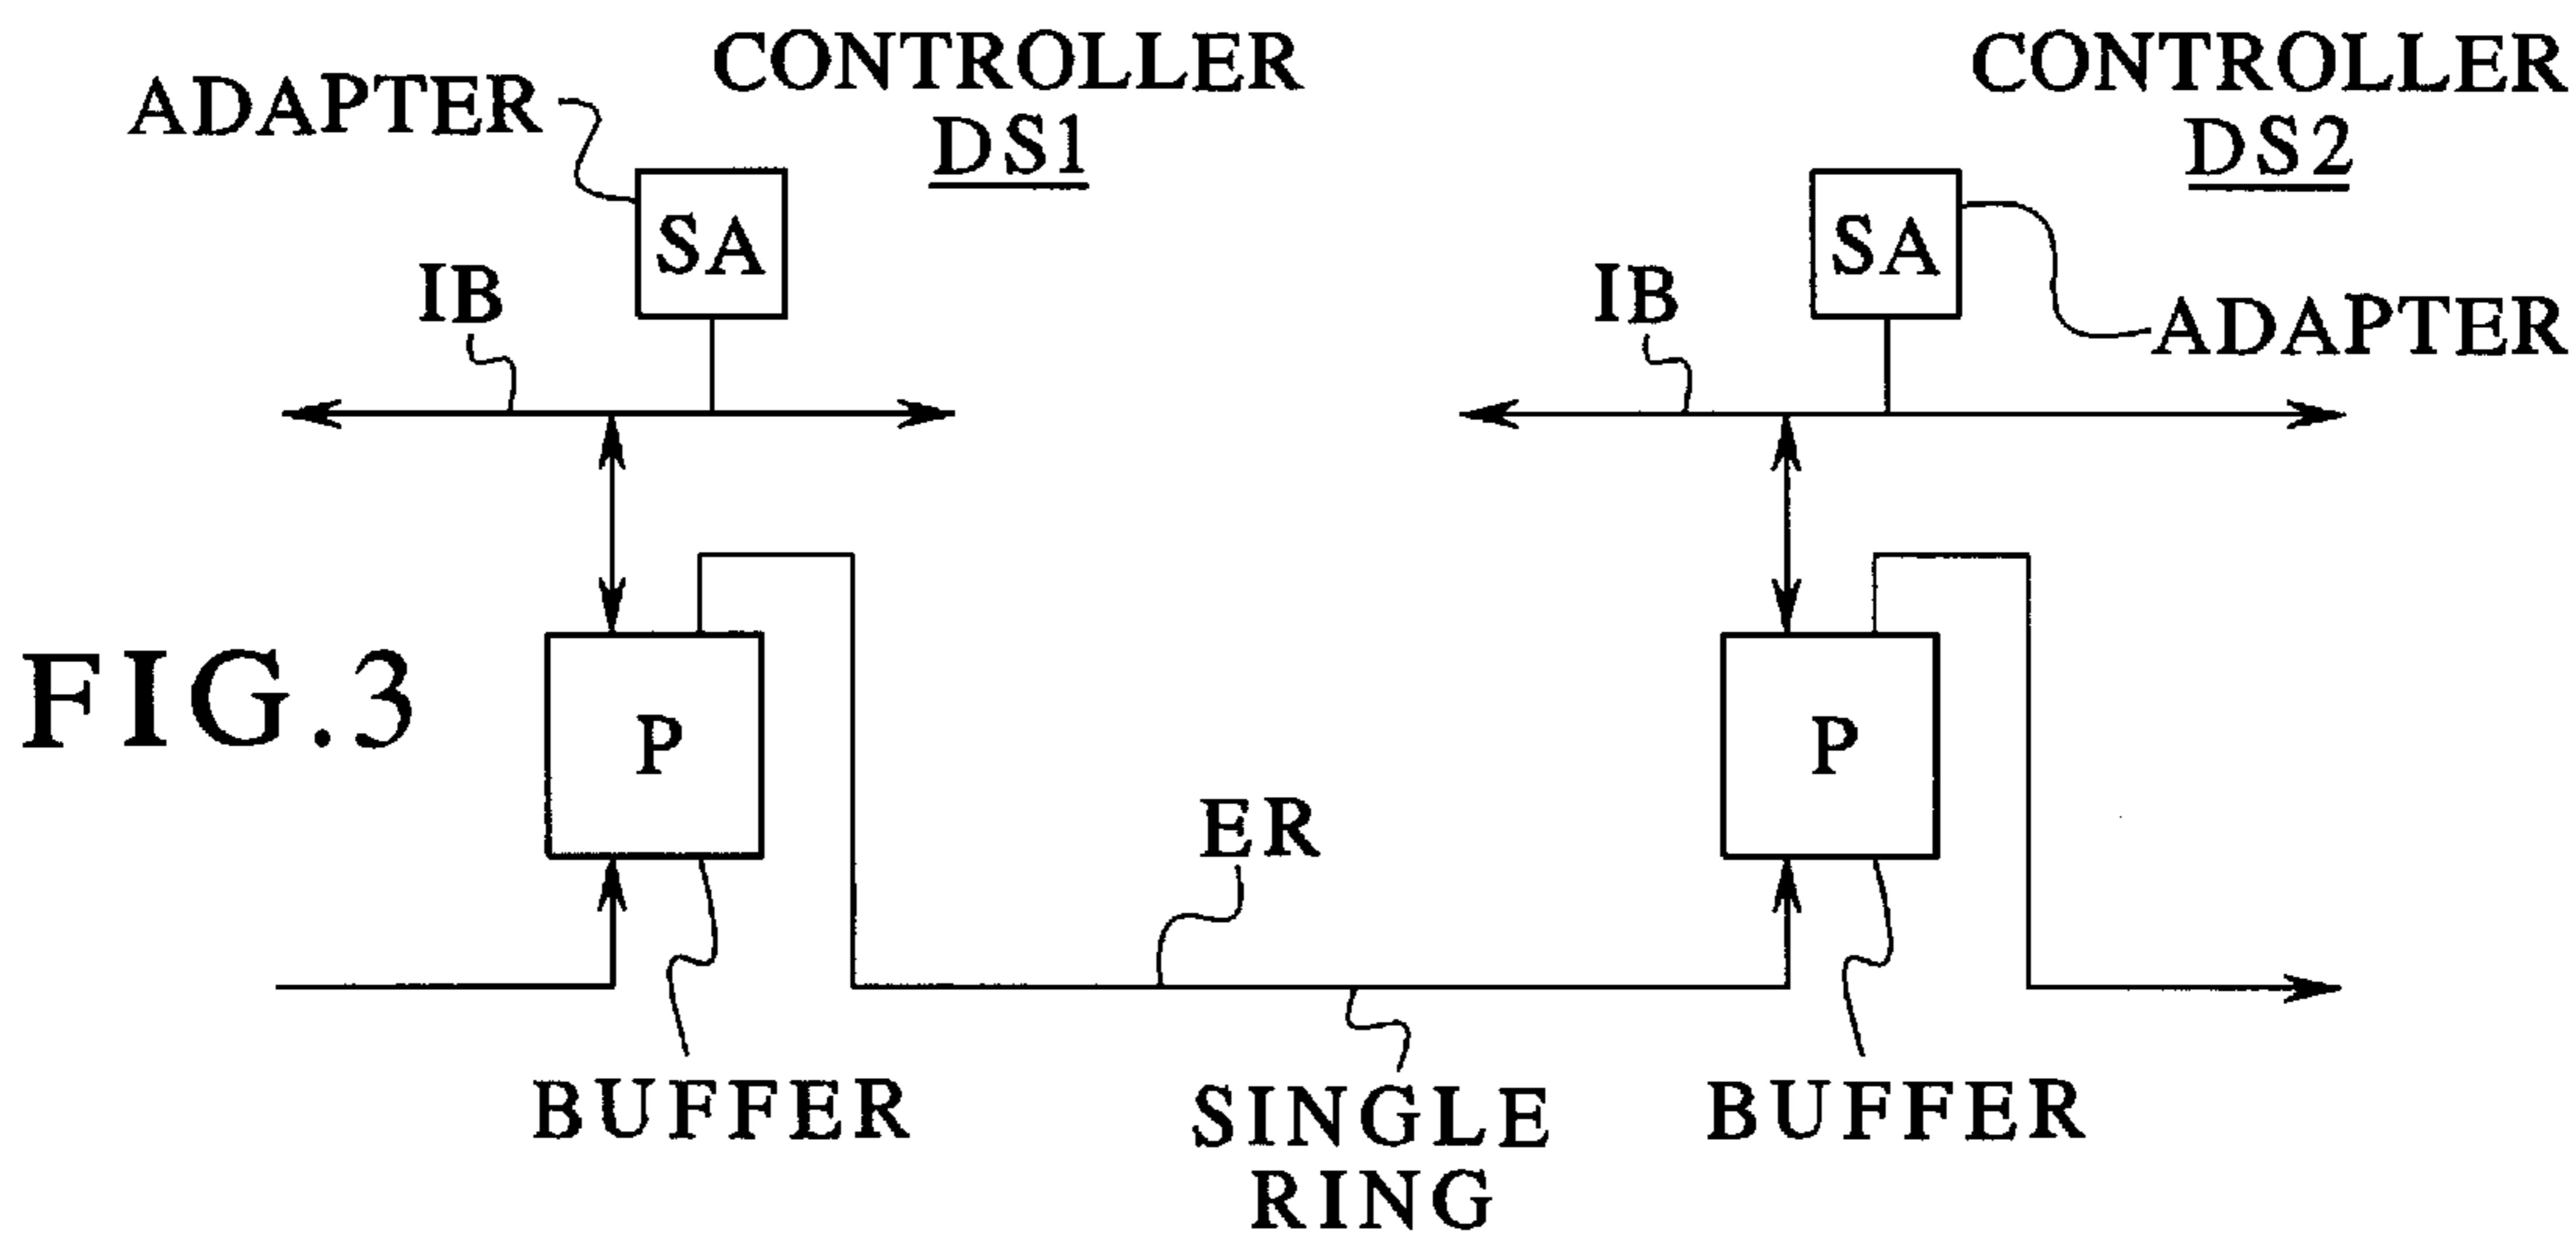 CONTROLLER
DS1
ADAPTER
SA
IB
CONTROLLER
DS2
SA
IB
ADAPTER
FIG.3
P
P
ER
BUFFER
SINGLE
RING
BUFFER